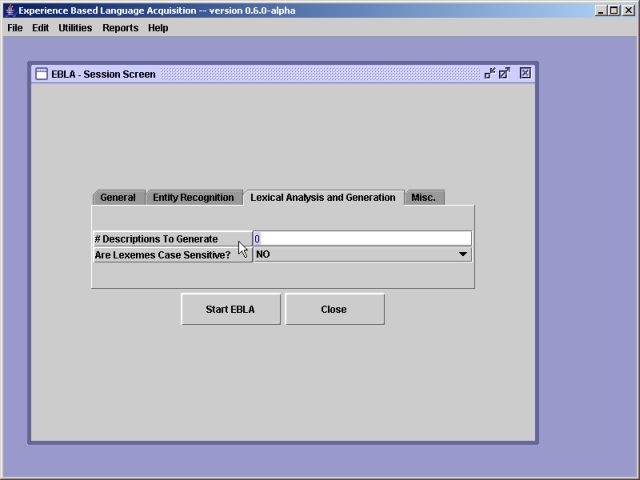 Experience Based Language Acquisition -- version 0.6.0-alpha
File Edit Utilities Reports Help
EBLA - Session Screen
General Entity Recognition Lexical Analysis and Generation Misc.
# Descriptions To Generate 0
Are Lexemes Case Sensitive? NO
Start EBLA Close